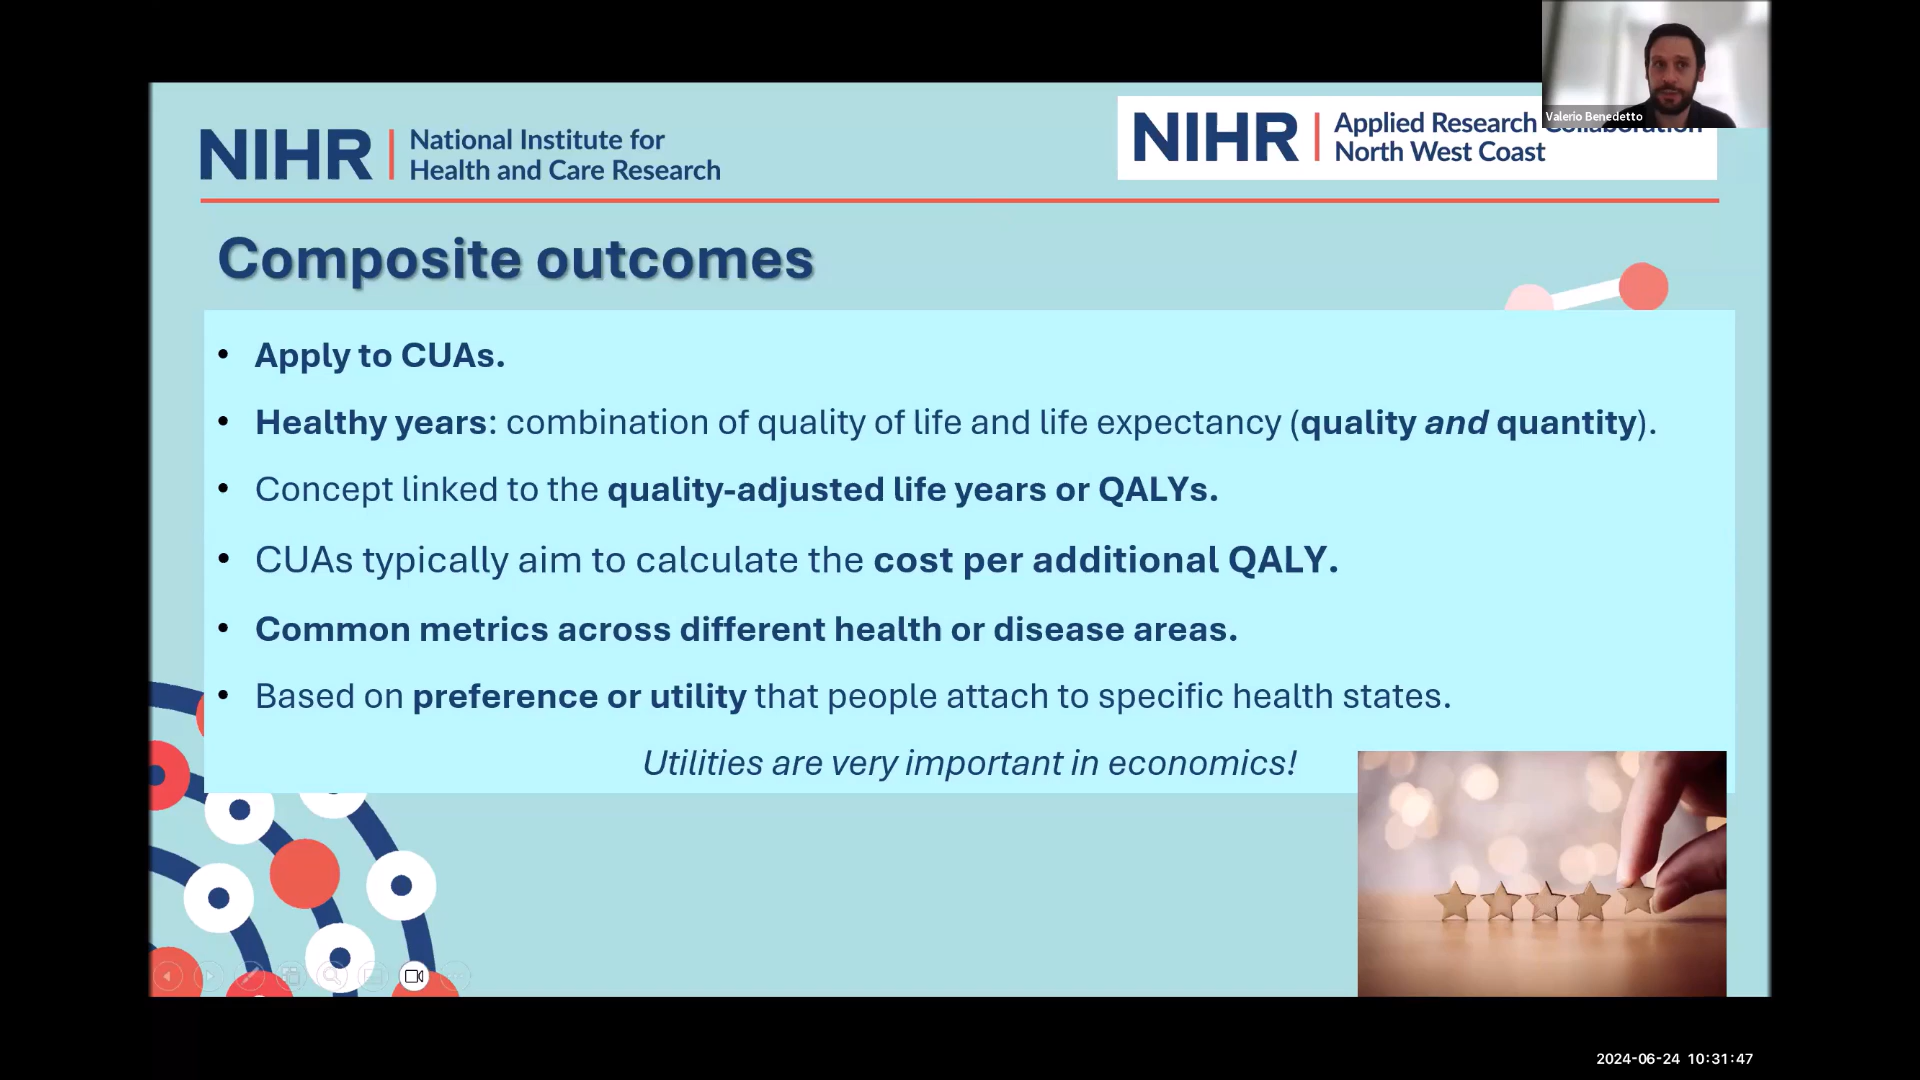 NIHR | National Institute for
Health and Care Research
NIHR | Applied Research Collaboration
North West Coast
Valerio Benedetto
Composite outcomes
• Apply to CUAs.
• Healthy years: combination of quality of life and life expectancy (quality and quantity).
• Concept linked to the quality-adjusted life years or QALYs.
• CUAs typically aim to calculate the cost per additional QALY.
• Common metrics across different health or disease areas.
• Based on preference or utility that people attach to specific health states.
Utilities are very important in economics!
2024-06-24 10:31:47